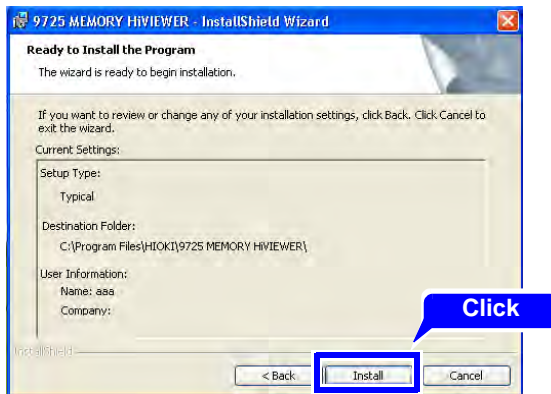 9725 MEMORY HiVIEWER - InstallShield Wizard
Ready to Install the Program
The wizard is ready to begin installation.
If you want to review or change any of your installation settings, click Back. Click Cancel to
exit the wizard.
Current Settings:
Setup Type:
Typical
Destination Folder:
C:\Program Files\HIOKI\9725 MEMORY HiVIEWER\
User Information:
Name: aaa
Company:
Click
InstallShield
< Back
Install
Cancel